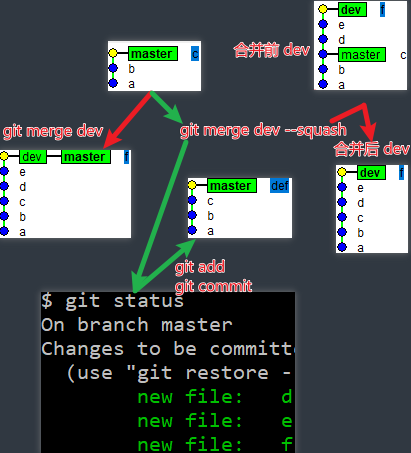 dev f
e
d
master c
b
a
合并前 dev
master c
b
a
git merge dev
git merge dev --squash
合并后 dev
dev master f
e
d
c
b
a
master def
c
b
a
dev f
e
d
c
b
a
git add
git commit
$ git status
On branch master
Changes to be committe
(use "git restore -
new file: d
new file: e
new file: f